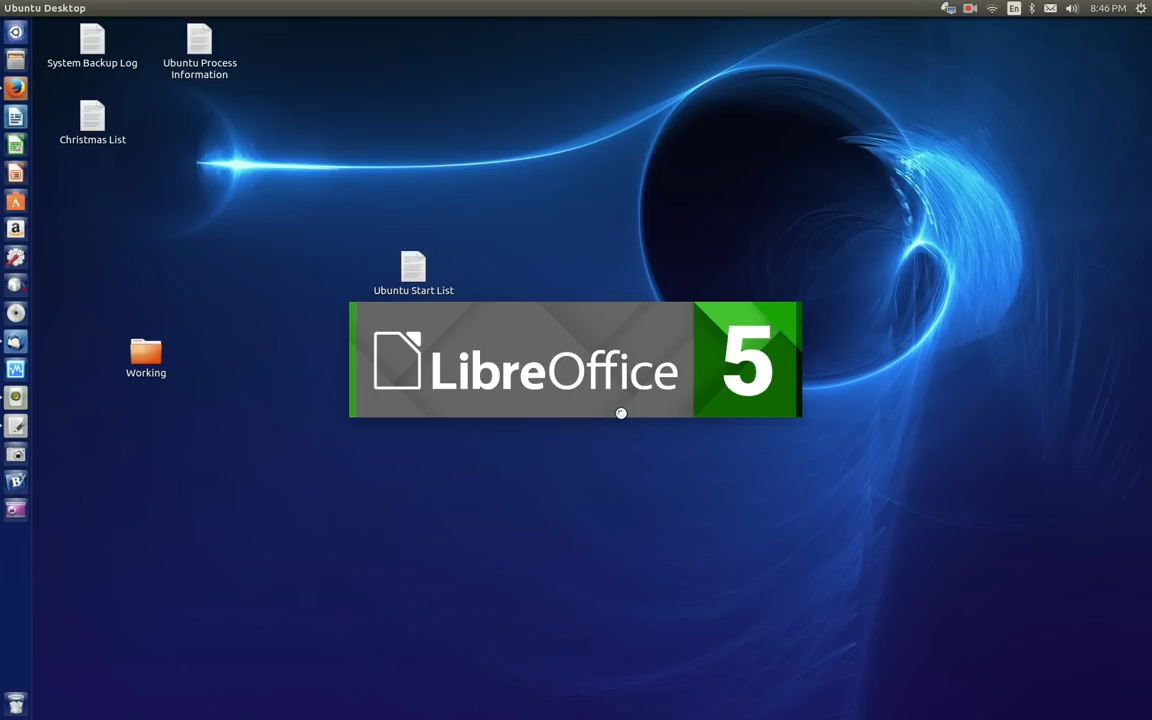 Ubuntu Desktop
En
8:46 PM
System Backup Log
Ubuntu Process
Information
Christmas List
Ubuntu Start List
LibreOffice 5
Working